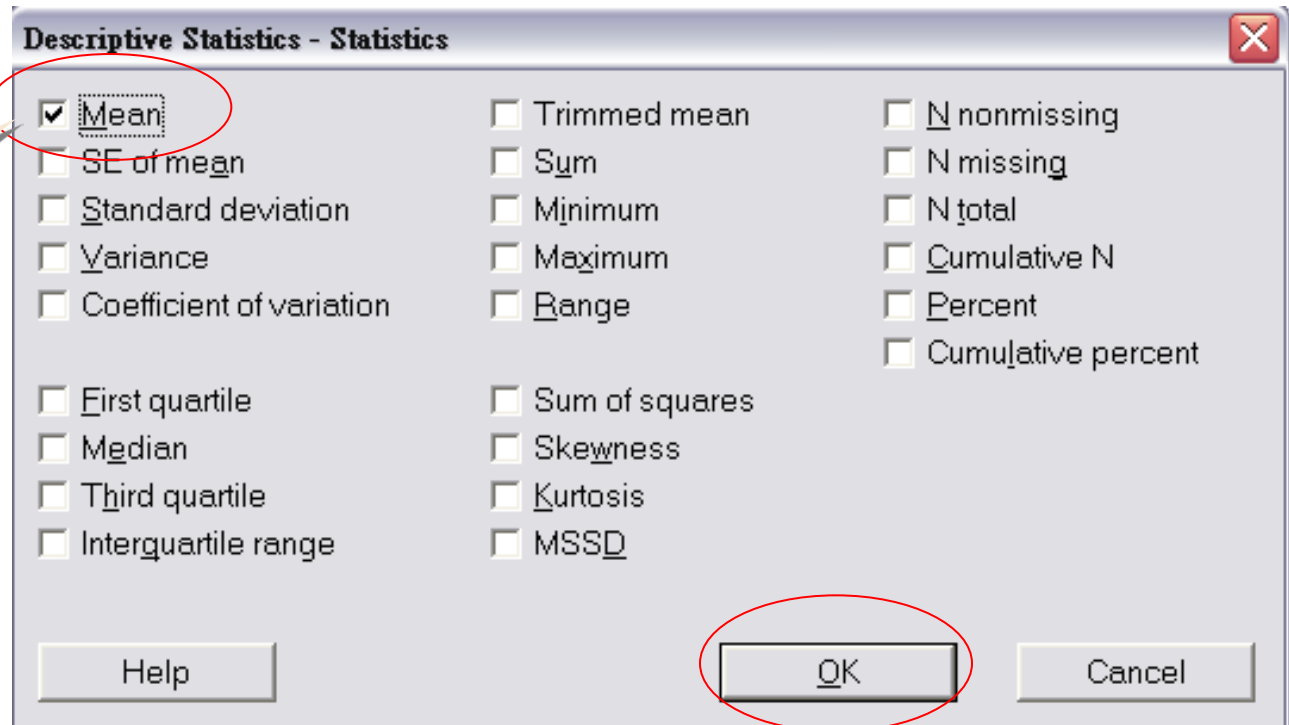 Descriptive Statistics - Statistics
Mean
SE of mean
Standard deviation
Variance
Coefficient of variation
First quartile
Median
Third quartile
Interquartile range
Trimmed mean
Sum
Minimum
Maximum
Range
Sum of squares
Skewness
Kurtosis
MSSD
N nonmissing
N missing
N total
Cumulative N
Percent
Cumulative percent
Help
OK
Cancel